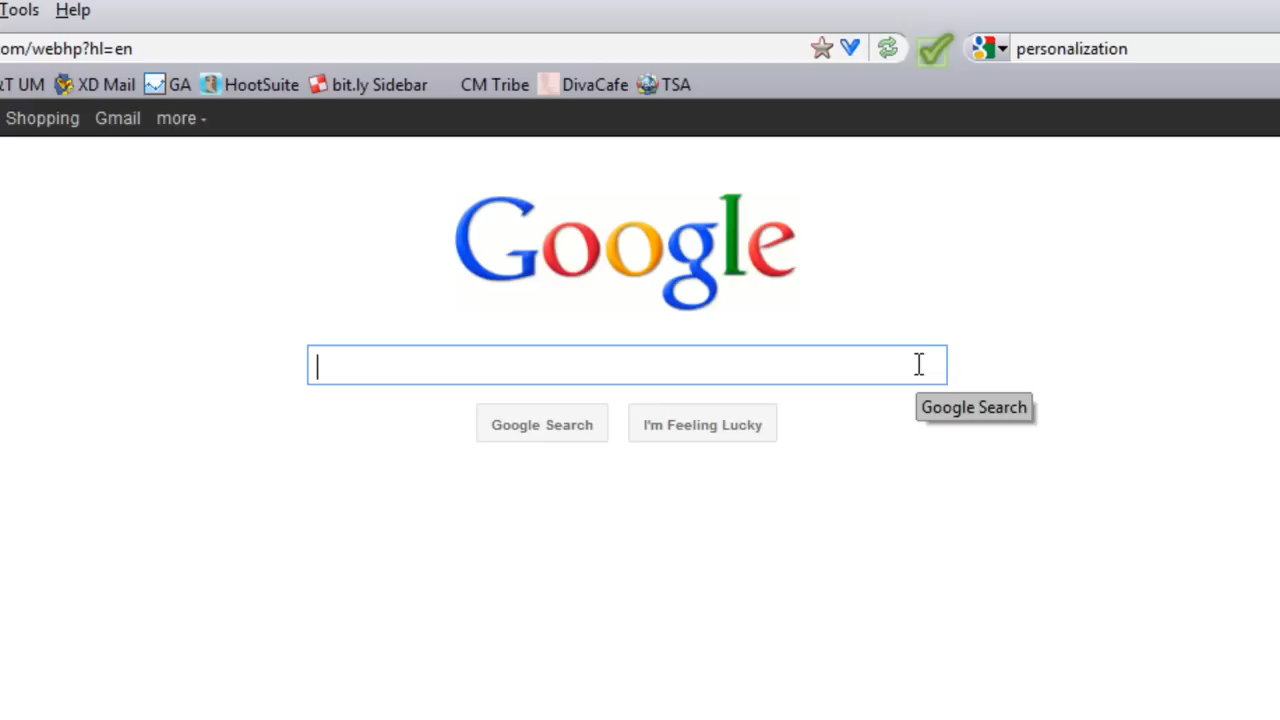 Tools Help
om/webhp?hl=en personalization
T UM XD Mail GA HootSuite bit.ly Sidebar CM Tribe DivaCafe TSA
Shopping Gmail more
Google
Google Search
Google Search I'm Feeling Lucky